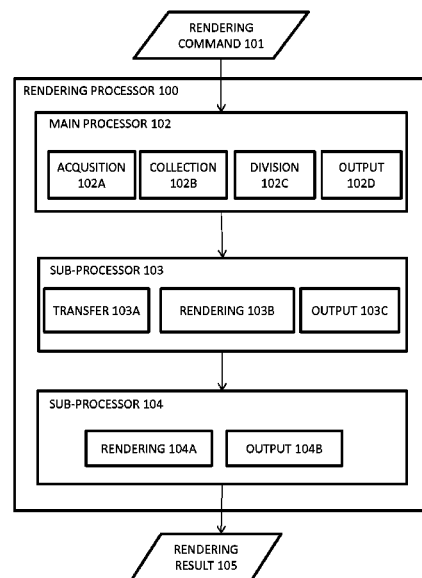 RENDERING
COMMAND 101
RENDERING PROCESSOR 100
MAIN PROCESSOR 102
ACQUSITION
102A
COLLECTION
102B
DIVISION
102C
OUTPUT
102D
SUB-PROCESSOR 103
TRANSFER 103A
RENDERING 103B
OUTPUT 103C
SUB-PROCESSOR 104
RENDERING 104A
OUTPUT 104B
RENDERING
RESULT 105